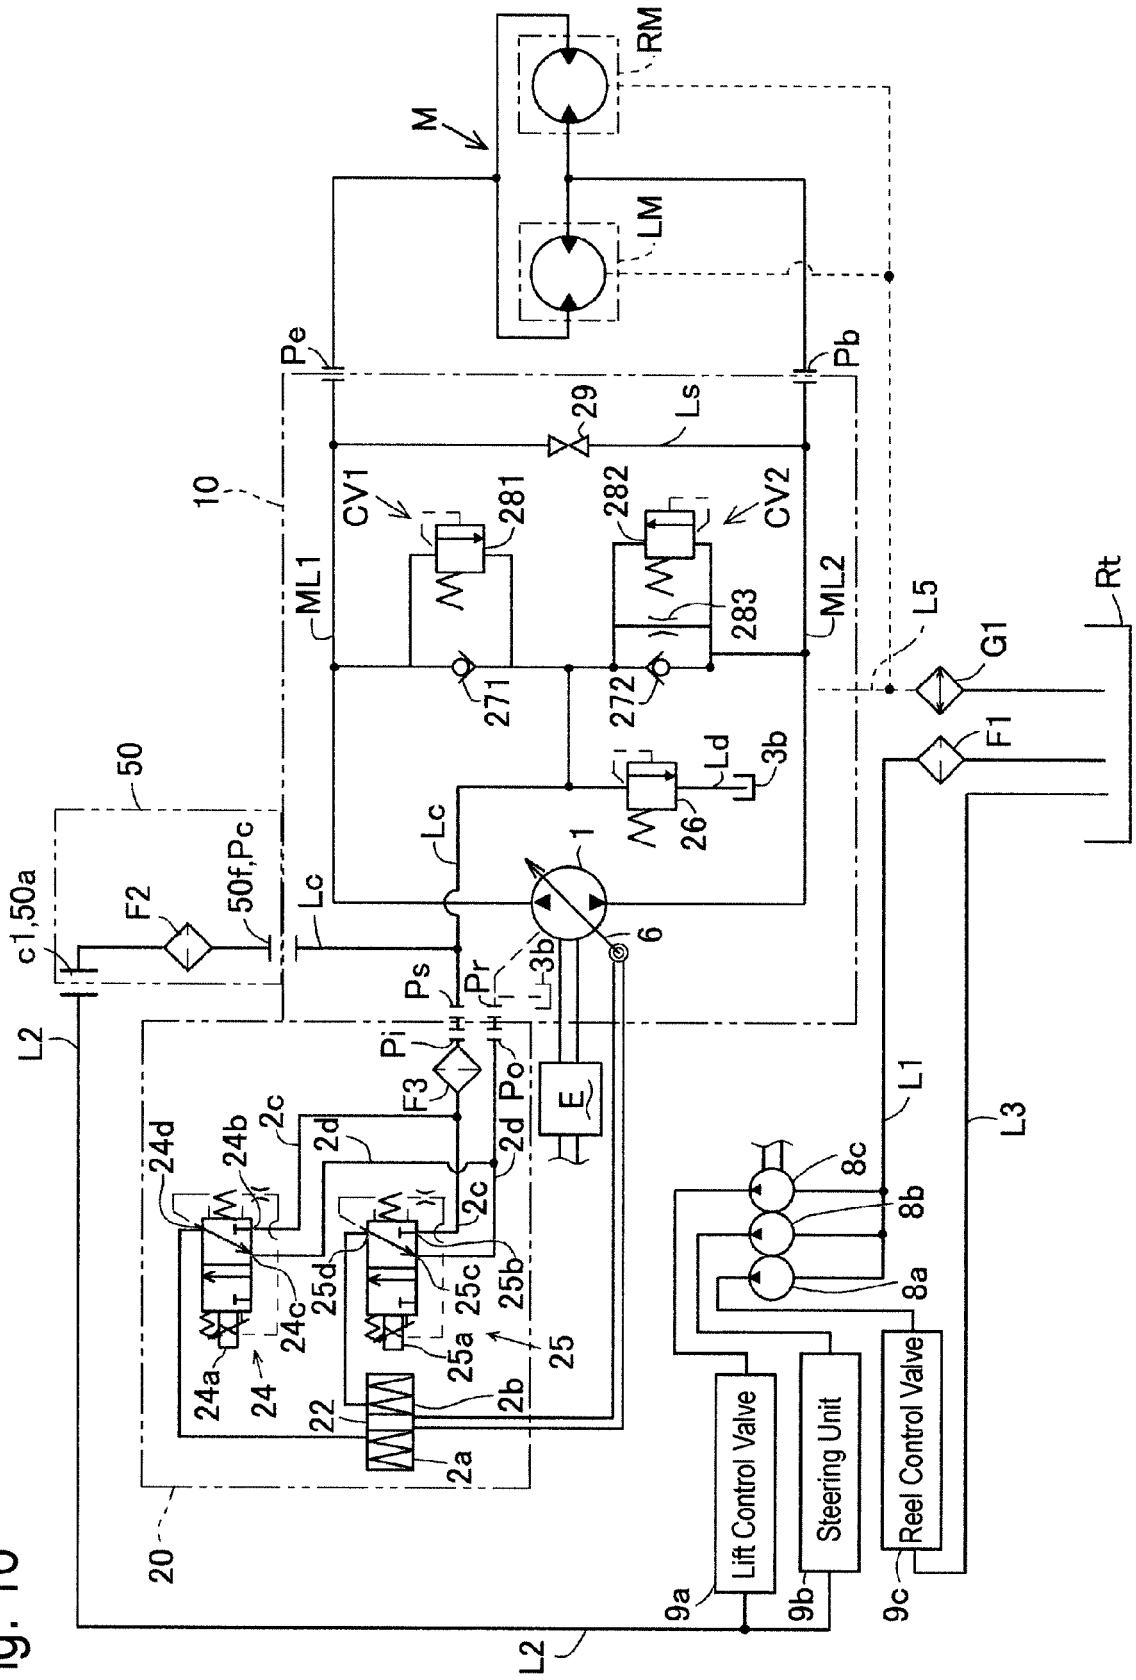 Fig. 10
L2
c1,50a
50
F2
50f,Pc
Lc
10
ML1
CV1
281
Pe
M
RM
LM
29
Ls
282
CV2
283
271
272
ML2
Pb
Lc
26
Ld
3b
1
6
3b
Ps
Pr
Pi
Po
F3
E
20
24d
24b
2c
2d
24c
24a
24
25d
2c
2d
25b
25c
25a
25
22
2b
2a
L5
G1
F1
Rt
L1
L3
8c
8b
8a
9a
Lift Control Valve
9b
Steering Unit
9c
Reel Control Valve
L2